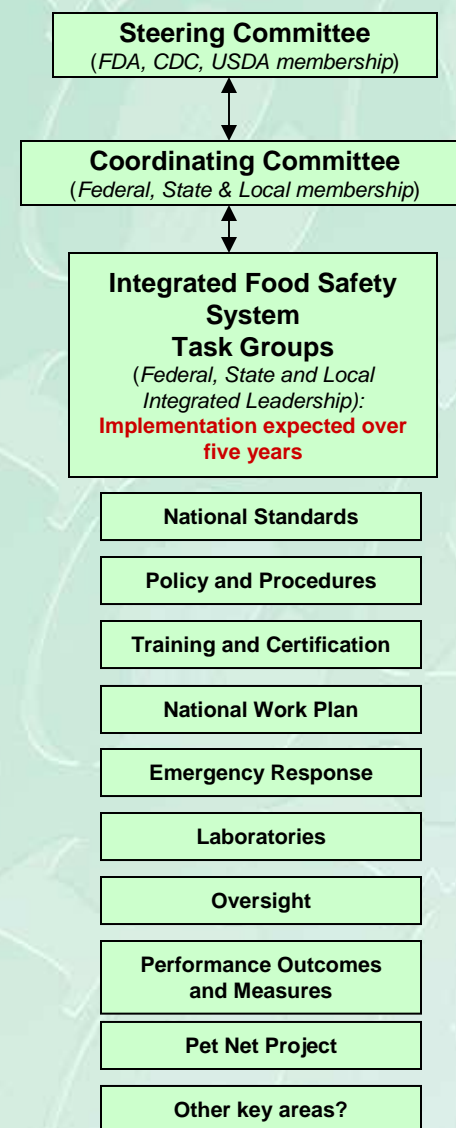 Steering Committee
(FDA, CDC, USDA membership)
Coordinating Committee
(Federal, State & Local membership)
Integrated Food Safety
System
Task Groups
(Federal, State and Local
Integrated Leadership):
Implementation expected over
five years
National Standards
Policy and Procedures
Training and Certification
National Work Plan
Emergency Response
Laboratories
Oversight
Performance Outcomes
and Measures
Pet Net Project
Other key areas?